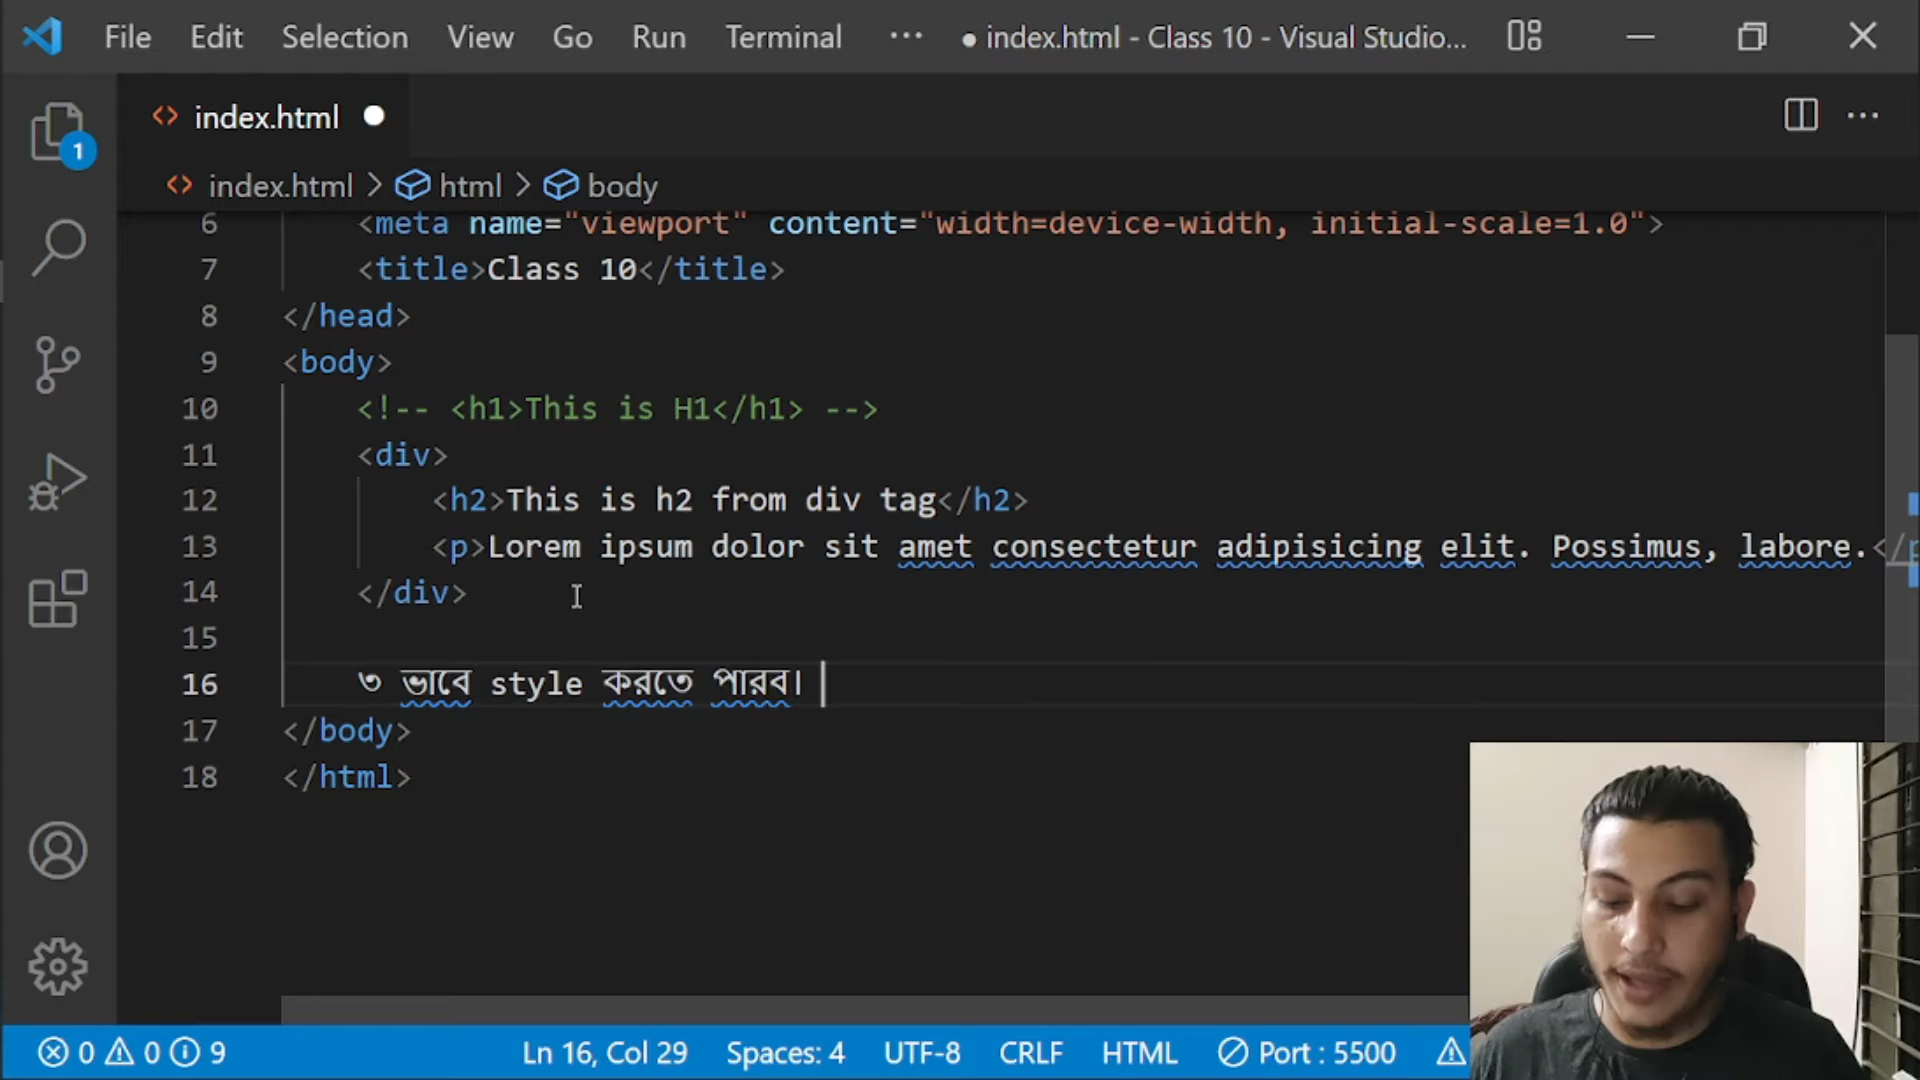 File Edit Selection View Go Run Terminal ··· ● index.html - Class 10 - Visual Studio...
index.html
1
index.html > html > body
6 <meta name="viewport" content="width=device-width, initial-scale=1.0">
7 <title>Class 10</title>
8 </head>
9 <body>
10 <!-- <h1>This is H1</h1> -->
11 <div>
12 <h2>This is h2 from div tag</h2>
13 <p>Lorem ipsum dolor sit amet consectetur adipisicing elit. Possimus, labore.</p
14 </div>
15
16 ৩ ভাবে style করতে পারব।
17 </body>
18 </html>
0 0 9 Ln 16, Col 29 Spaces: 4 UTF-8 CRLF HTML Port : 5500